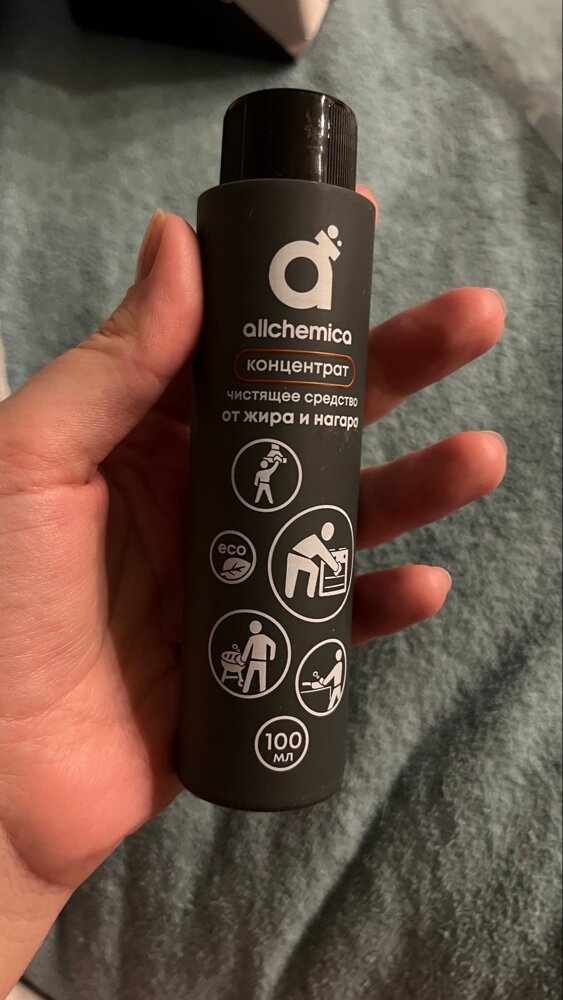 allchemica
концентрат
чистящее средство
от жира и нагара
eco
100
мл